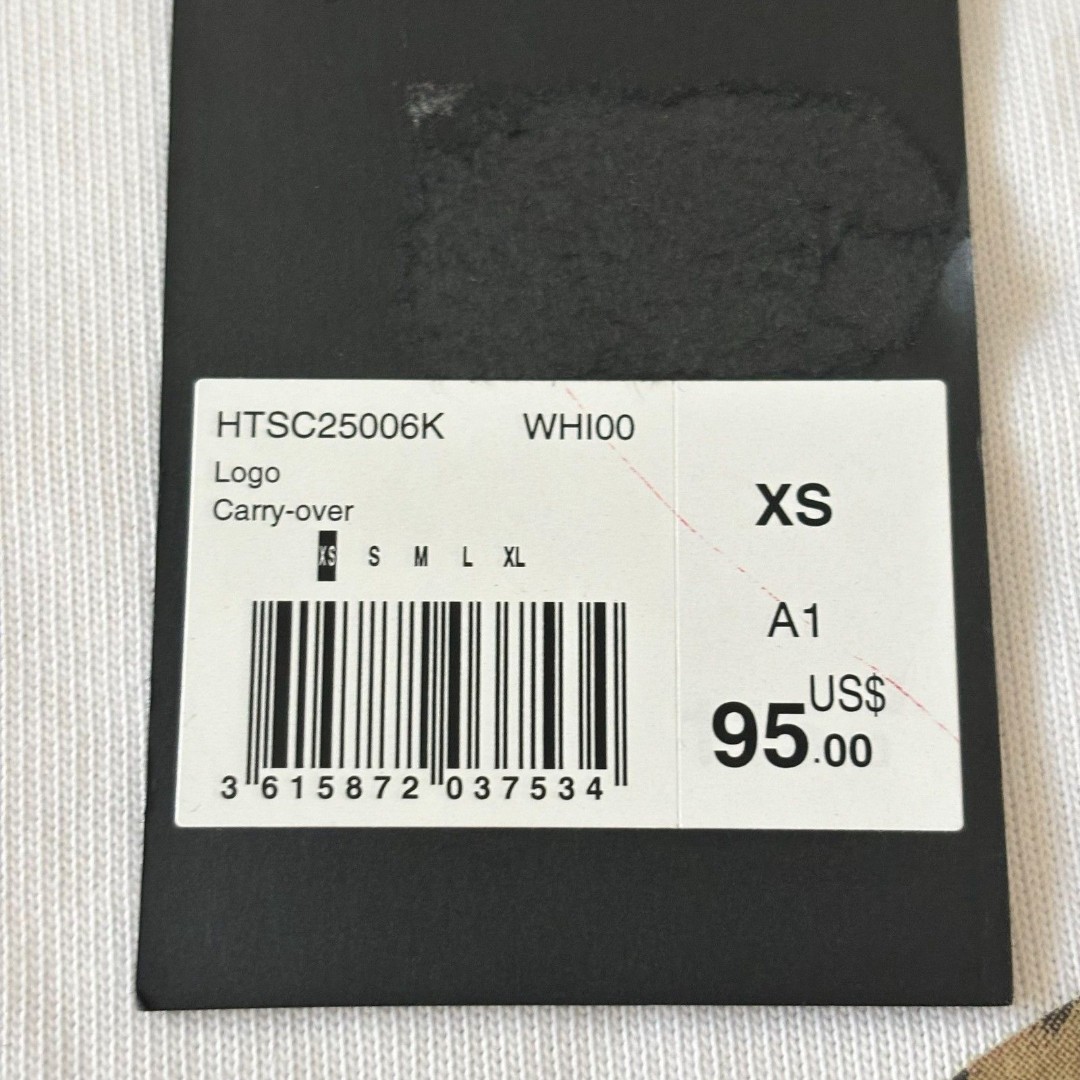 HTSC25006K WHI00
Logo
Carry-over
XS S M L XL
3 615872 037534
XS
A1
US$
95.00